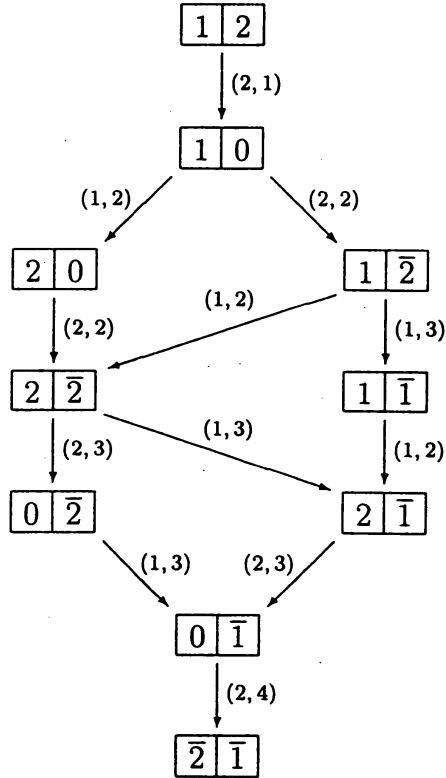 1 2
(2, 1)
1 0
(1, 2) (2, 2)
2 0 1 2̅
(2, 2) (1, 2) (1, 3)
2 2̅ 1 1̅
(2, 3) (1, 3) (1, 2)
0 2̅ 2 1̅
(1, 3) (2, 3)
0 1̅
(2, 4)
2̅ 1̅